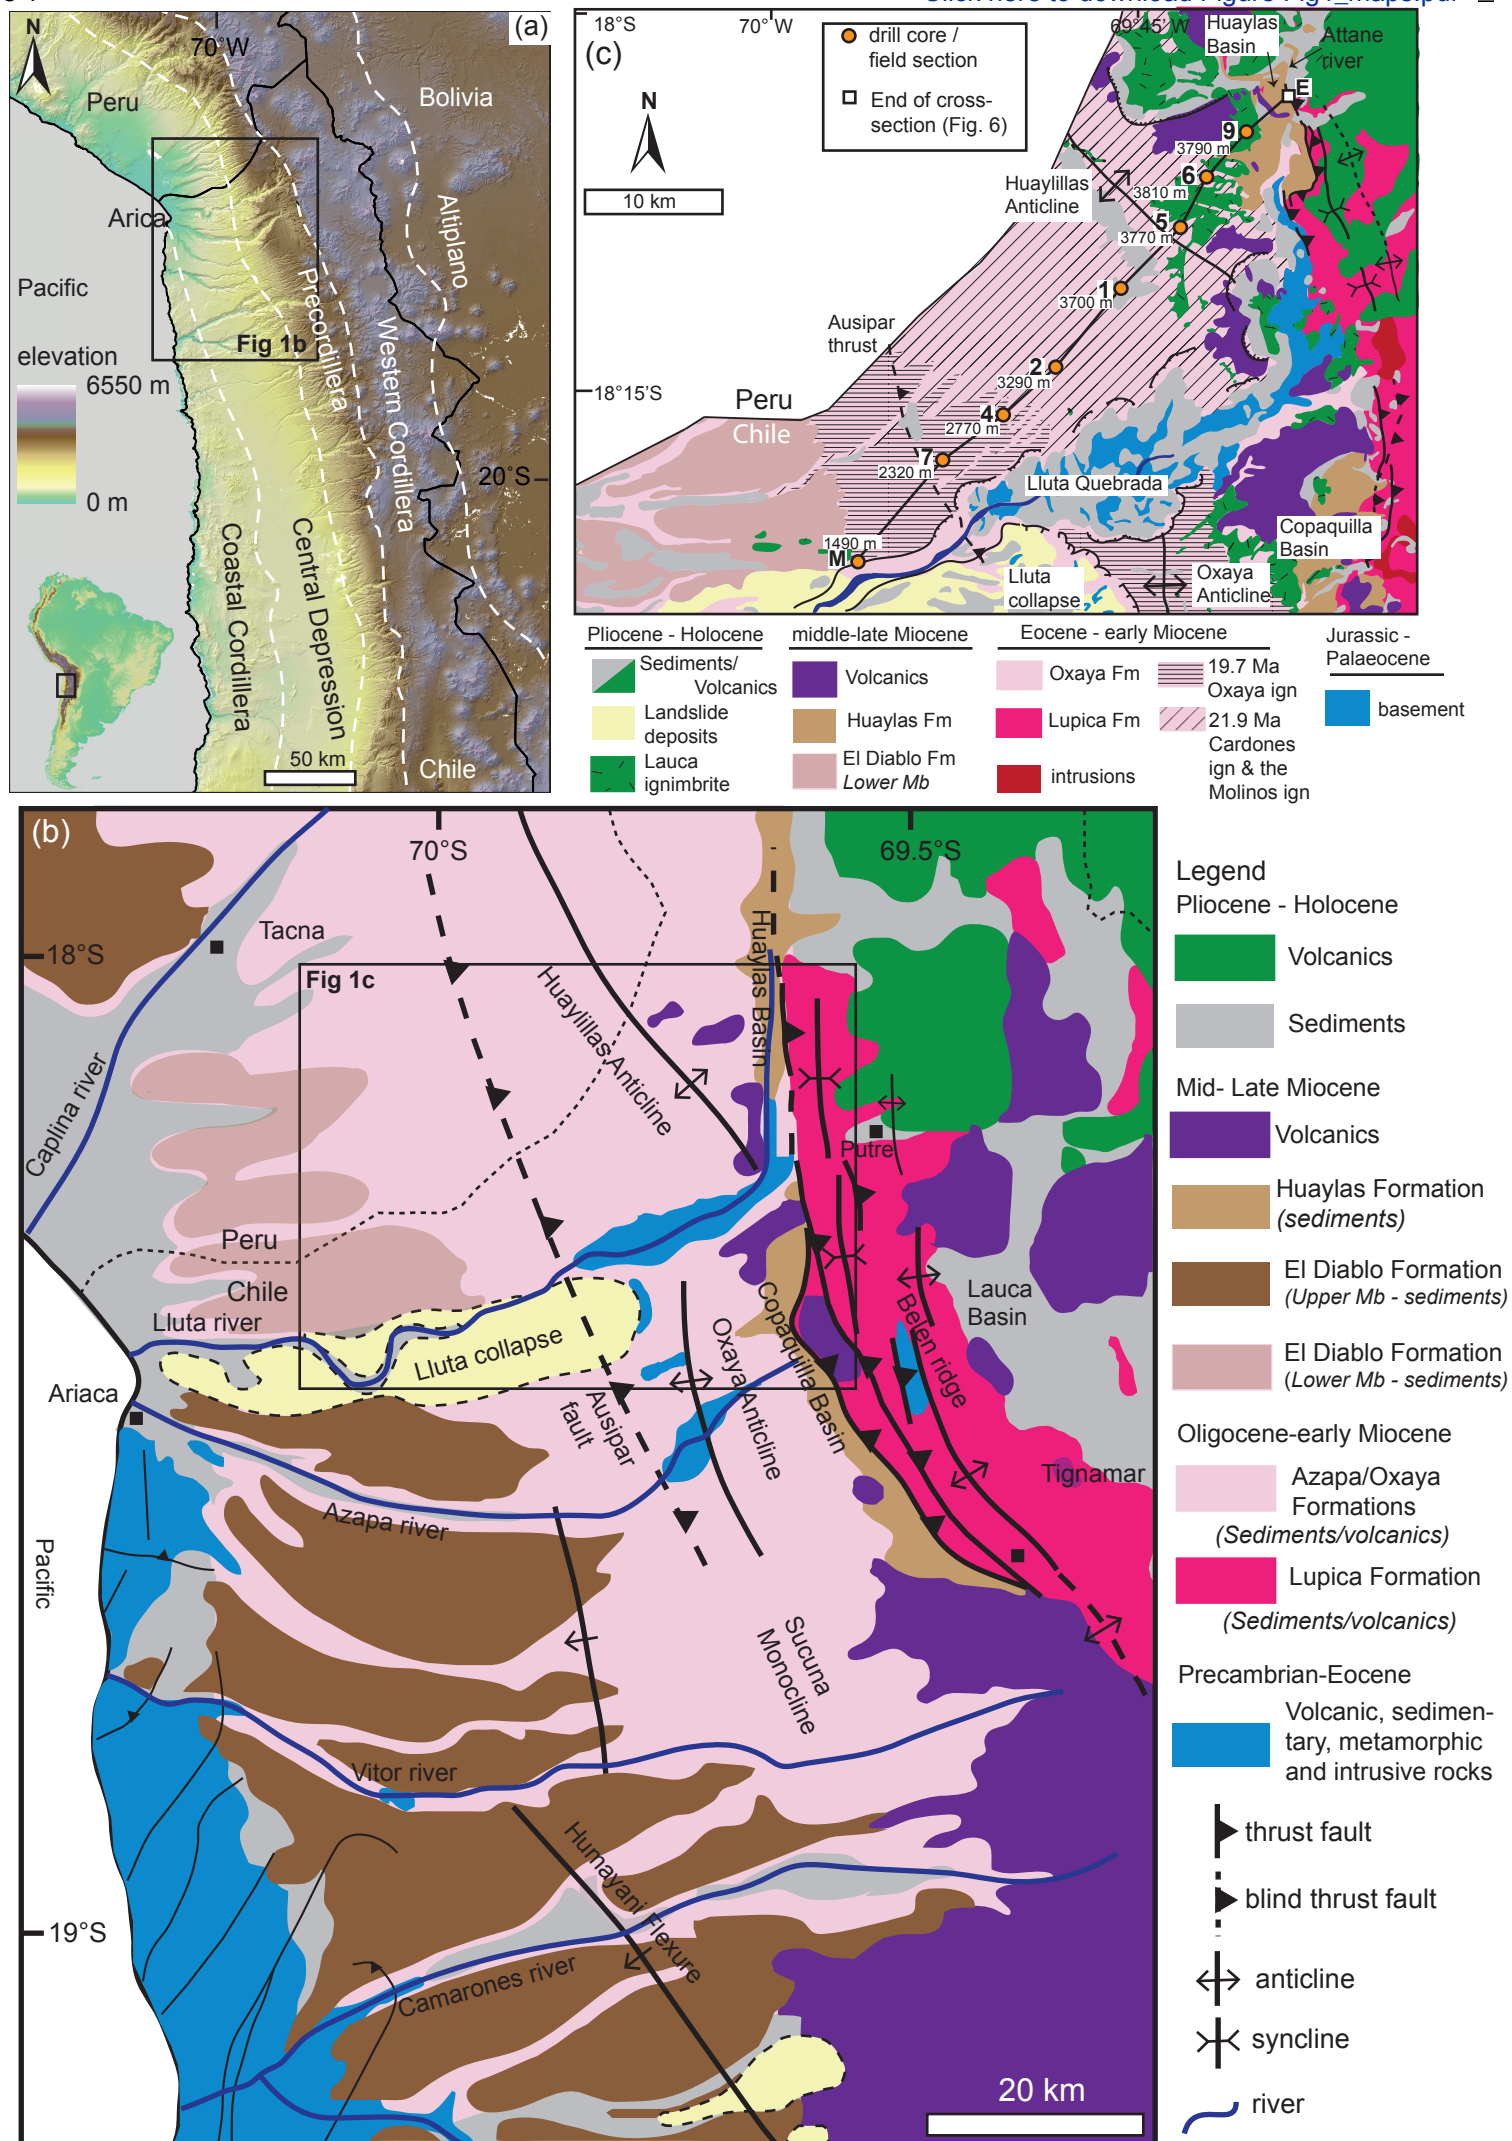 (a)
N
70°W
Peru
Bolivia
Arica
Altiplano
Pacific
Precordillera
Western Cordillera
Fig 1b
elevation
6550 m
0 m
20°S
Coastal Cordillera
Central Depression
50 km
Chile
18°S
70°W
69°45' W
(c)
drill core /
field section
End of cross-
section (Fig. 6)
Huaylas
Basin
Attane
river
N
10 km
E
9
3790 m
6
3810 m
5
3770 m
Huaylillas
Anticline
1
3700 m
Ausipar
thrust
2
3290 m
18°15'S
Peru
Chile
4
2770 m
7
2320 m
Lluta Quebrada
Copaquilla
Basin
1490 m
M
Lluta
collapse
Oxaya
Anticline
Pliocene - Holocene
Sediments/
Volcanics
Landslide
deposits
Lauca
ignimbrite
middle-late Miocene
Volcanics
Huaylas Fm
El Diablo Fm
Lower Mb
Eocene - early Miocene
Oxaya Fm
Lupica Fm
intrusions
19.7 Ma
Oxaya ign
21.9 Ma
Cardones
ign & the
Molinos ign
Jurassic -
Palaeocene
basement
(b)
70°S
69.5°S
Tacna
18°S
Fig 1c
Huaylas Basin
Huaylillas Anticline
Caplina river
Putre
Peru
Chile
Lluta river
Lluta collapse
Lauca
Basin
Ariaca
Copaquilla Basin
Belen ridge
Oxaya Anticline
Ausipar
fault
Tignamar
Azapa river
Pacific
Sucuna
Monocline
Vitor river
Humayani Flexure
19°S
Camarones river
20 km
Legend
Pliocene - Holocene
Volcanics
Sediments
Mid- Late Miocene
Volcanics
Huaylas Formation
(sediments)
El Diablo Formation
(Upper Mb - sediments)
El Diablo Formation
(Lower Mb - sediments)
Oligocene-early Miocene
Azapa/Oxaya
Formations
(Sediments/volcanics)
Lupica Formation
(Sediments/volcanics)
Precambrian-Eocene
Volcanic, sedimen-
tary, metamorphic
and intrusive rocks
thrust fault
blind thrust fault
anticline
syncline
river